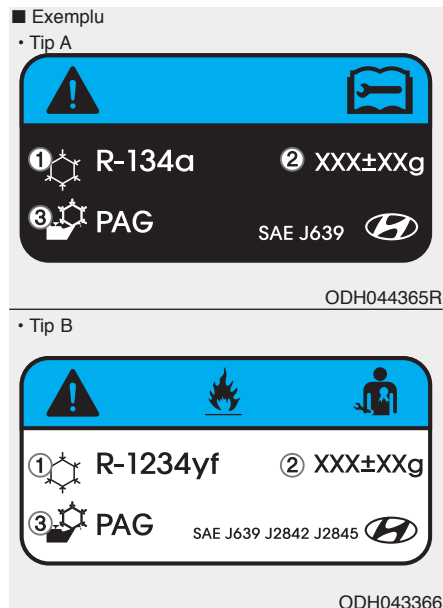 ■ Exemplu
• Tip A
① R-134a ② XXX±XXg
③ PAG SAE J639
ODH044365R
• Tip B
① R-1234yf ② XXX±XXg
③ PAG SAE J639 J2842 J2845
ODH043366